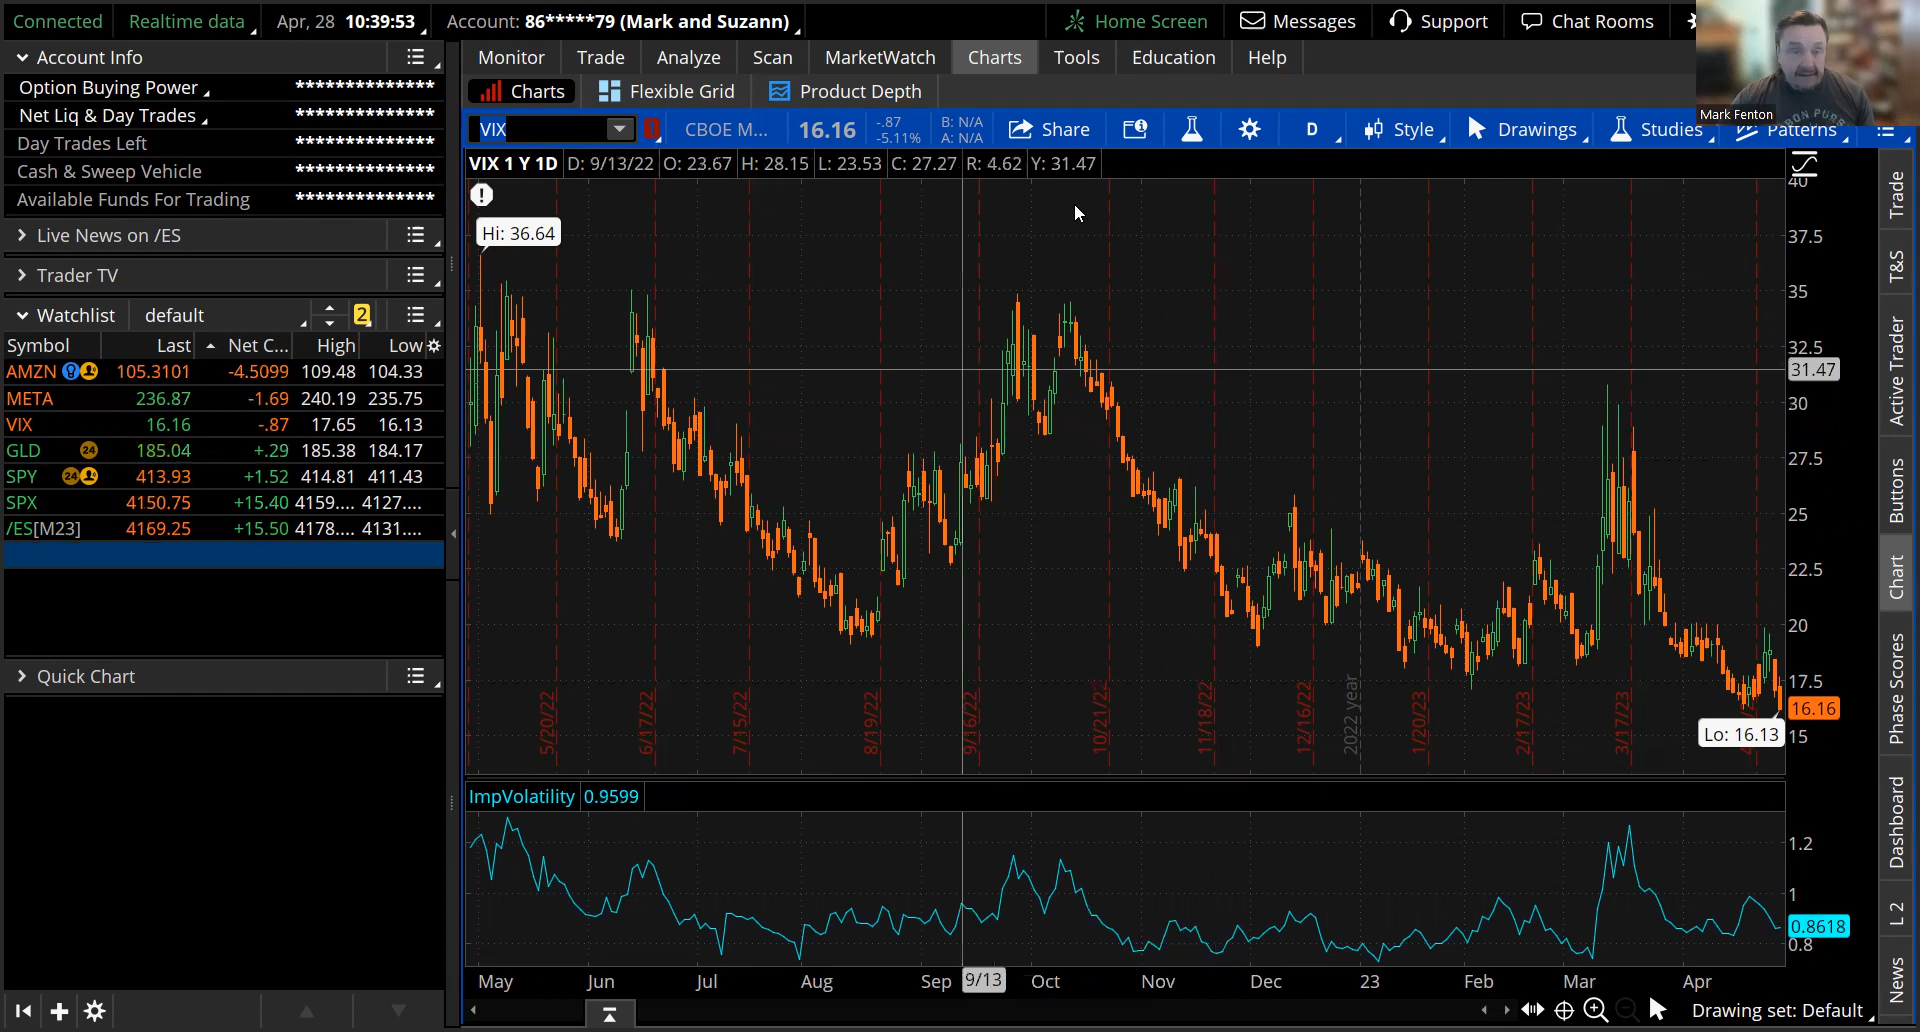 Connected Realtime data Apr, 28 10:39:53 Account: 86*****79 (Mark and Suzann) Home Screen Messages Support Chat Rooms
Account Info
Option Buying Power **************
Net Liq & Day Trades **************
Day Trades Left **************
Cash & Sweep Vehicle **************
Available Funds For Trading **************
Live News on /ES
Trader TV
Watchlist default 2
Symbol Last Net C... High Low
AMZN 105.3101 -4.5099 109.48 104.33
META 236.87 -1.69 240.19 235.75
VIX 16.16 -.87 17.65 16.13
GLD 24 185.04 +.29 185.38 184.17
SPY 24 413.93 +1.52 414.81 411.43
SPX 4150.75 +15.40 4159.... 4127....
/ES[M23] 4169.25 +15.50 4178.... 4131....
Quick Chart
Monitor Trade Analyze Scan MarketWatch Charts Tools Education Help
Charts Flexible Grid Product Depth
Mark Fenton
VIX CBOE M... 16.16 -.87 B: N/A Share D Style Drawings Studies Patterns
-5.11% A: N/A
VIX 1 Y 1D D: 9/13/22 O: 23.67 H: 28.15 L: 23.53 C: 27.27 R: 4.62 Y: 31.47
Hi: 36.64
40
37.5
35
32.5
31.47
30
27.5
25
22.5
20
17.5
16.16
15
Lo: 16.13
5/20/22 6/17/22 7/15/22 8/19/22 9/16/22 10/21/22 11/18/22 12/16/22 2022 year 1/20/23 2/17/23 3/17/23
ImpVolatility 0.9599
1.2
1
0.8618
0.8
May Jun Jul Aug Sep 9/13 Oct Nov Dec 23 Feb Mar Apr
Drawing set: Default
Trade
T&S
Active Trader
Buttons
Chart
Phase Scores
Dashboard
L 2
News